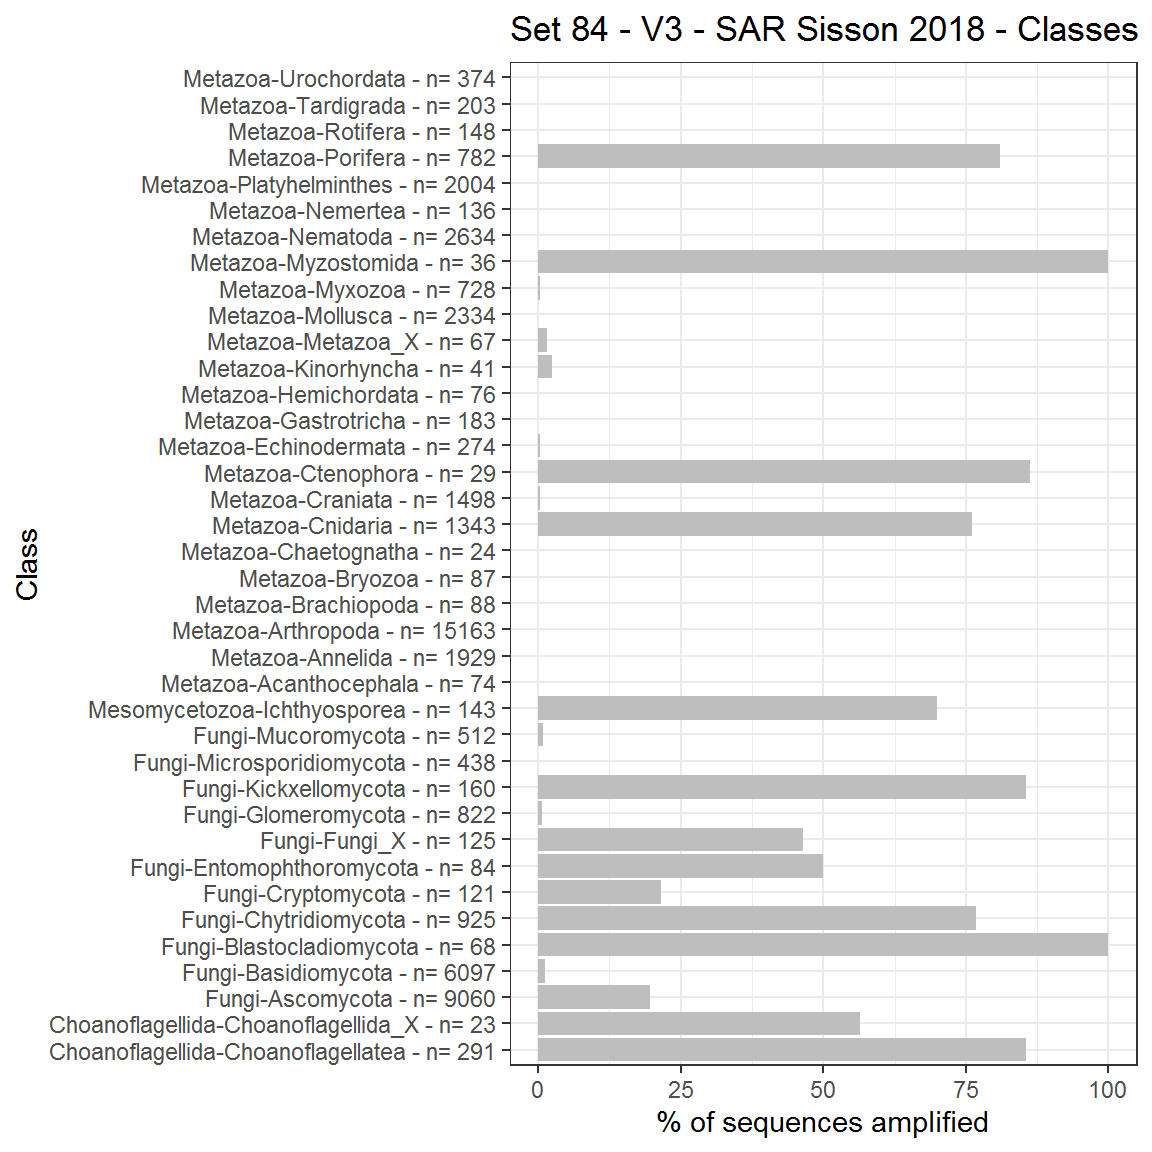 Set 84 - V3 - SAR Sisson 2018 - Classes
Metazoa-Urochordata - n= 374
Metazoa-Tardigrada - n= 203
Metazoa-Rotifera - n= 148
Metazoa-Porifera - n= 782
Metazoa-Platyhelminthes - n= 2004
Metazoa-Nemertea - n= 136
Metazoa-Nematoda - n= 2634
Metazoa-Myzostomida - n= 36
Metazoa-Myxozoa - n= 728
Metazoa-Mollusca - n= 2334
Metazoa-Metazoa_X - n= 67
Metazoa-Kinorhyncha - n= 41
Metazoa-Hemichordata - n= 76
Metazoa-Gastrotricha - n= 183
Metazoa-Echinodermata - n= 274
Metazoa-Ctenophora - n= 29
Metazoa-Craniata - n= 1498
Metazoa-Cnidaria - n= 1343
Metazoa-Chaetognatha - n= 24
Metazoa-Bryozoa - n= 87
Metazoa-Brachiopoda - n= 88
Metazoa-Arthropoda - n= 15163
Metazoa-Annelida - n= 1929
Metazoa-Acanthocephala - n= 74
Mesomycetozoa-Ichthyosporea - n= 143
Fungi-Mucoromycota - n= 512
Fungi-Microsporidiomycota - n= 438
Fungi-Kickxellomycota - n= 160
Fungi-Glomeromycota - n= 822
Fungi-Fungi_X - n= 125
Fungi-Entomophthoromycota - n= 84
Fungi-Cryptomycota - n= 121
Fungi-Chytridiomycota - n= 925
Fungi-Blastocladiomycota - n= 68
Fungi-Basidiomycota - n= 6097
Fungi-Ascomycota - n= 9060
Choanoflagellida-Choanoflagellida_X - n= 23
Choanoflagellida-Choanoflagellatea - n= 291
Class
0 25 50 75 100
% of sequences amplified